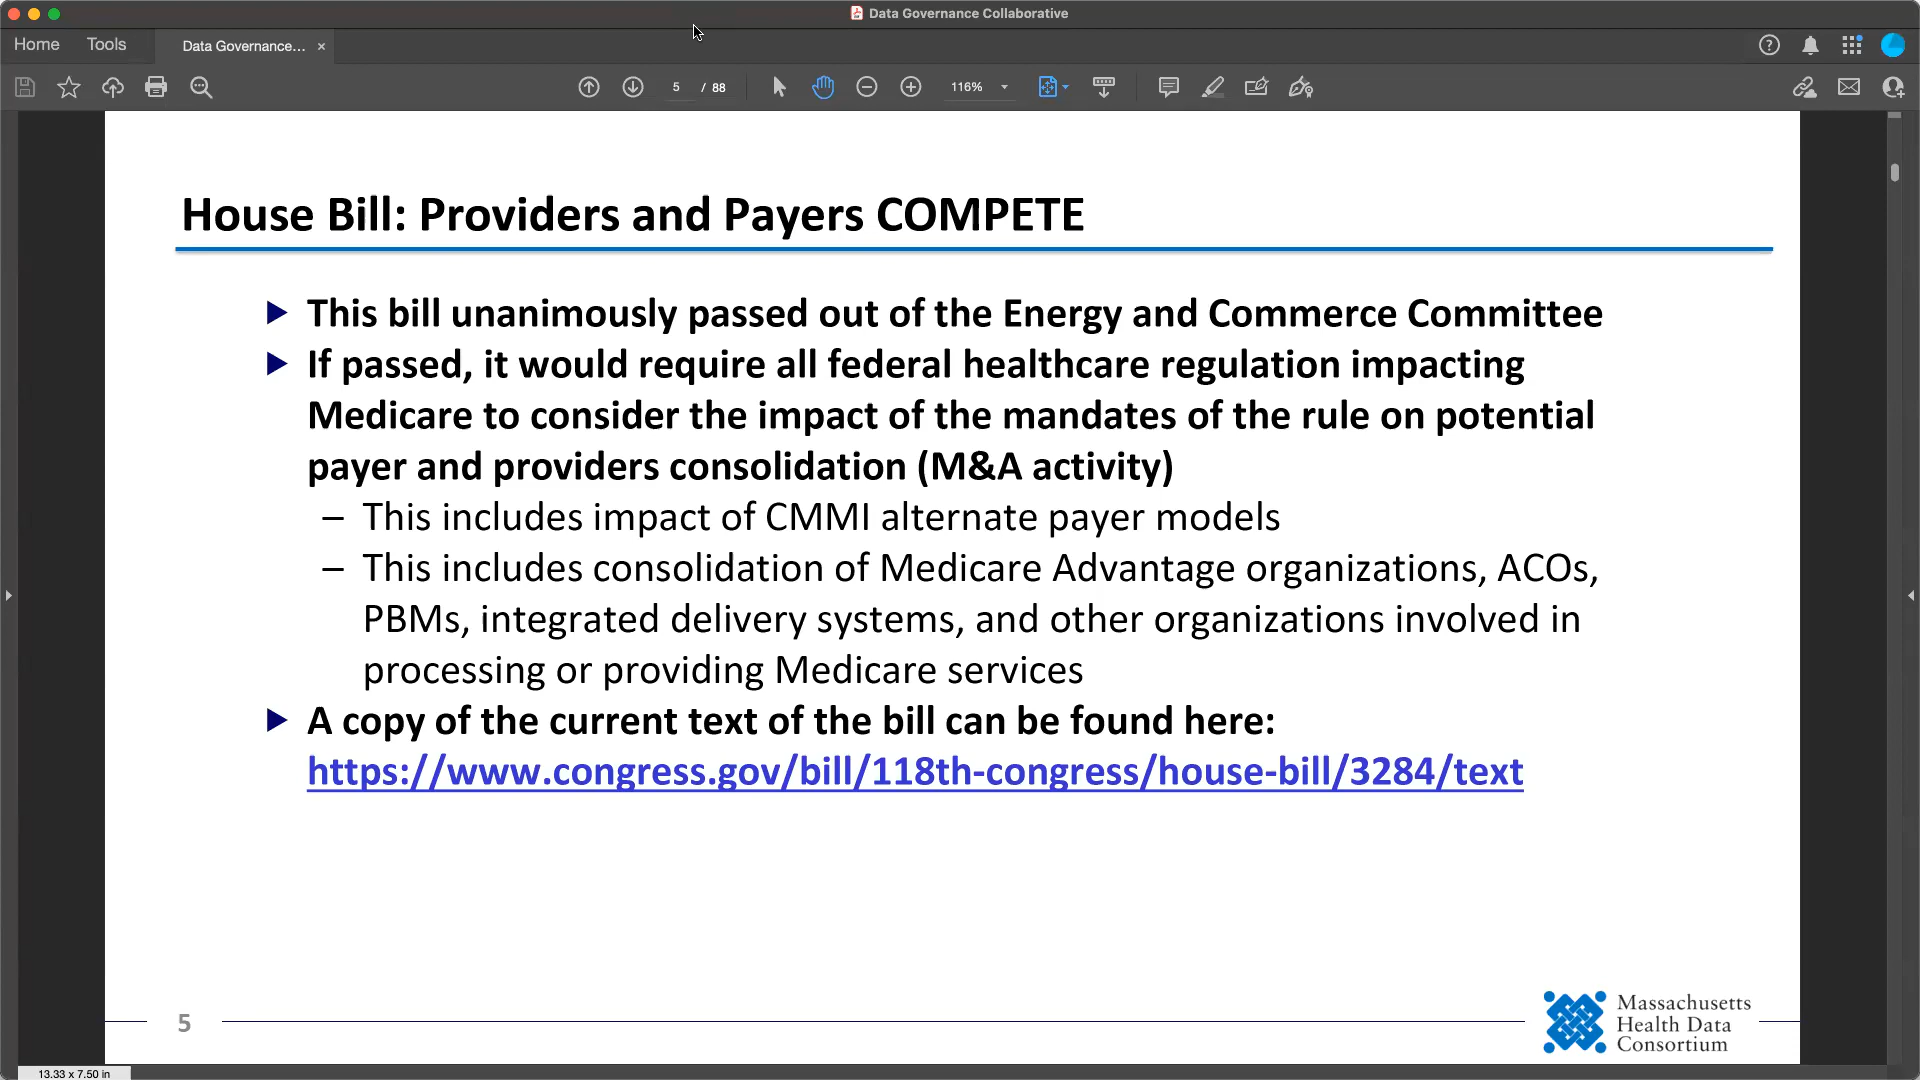 Data Governance Collaborative
Home
Tools
Data Governance...
5 / 88
116%
House Bill: Providers and Payers COMPETE
This bill unanimously passed out of the Energy and Commerce Committee
If passed, it would require all federal healthcare regulation impacting
Medicare to consider the impact of the mandates of the rule on potential
payer and providers consolidation (M&A activity)
– This includes impact of CMMI alternate payer models
– This includes consolidation of Medicare Advantage organizations, ACOs,
PBMs, integrated delivery systems, and other organizations involved in
processing or providing Medicare services
A copy of the current text of the bill can be found here:
https://www.congress.gov/bill/118th-congress/house-bill/3284/text
5
Massachusetts
Health Data
Consortium
13.33 x 7.50 in